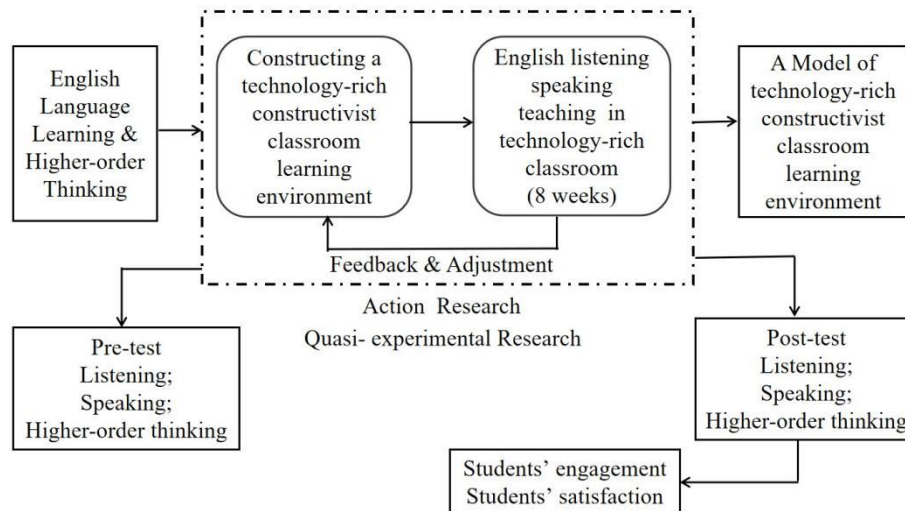 English
Language
Learning &
Higher-order
Thinking
Constructing a
technology-rich
constructivist
classroom
learning
environment
English listening
speaking
teaching in
technology-rich
classroom
(8 weeks)
A Model of
technology-rich
constructivist
classroom
learning
environment
Feedback & Adjustment
Action Research
Quasi- experimental Research
Pre-test
Listening;
Speaking;
Higher-order thinking
Post-test
Listening;
Speaking;
Higher-order thinking
Students’ engagement
Students’ satisfaction